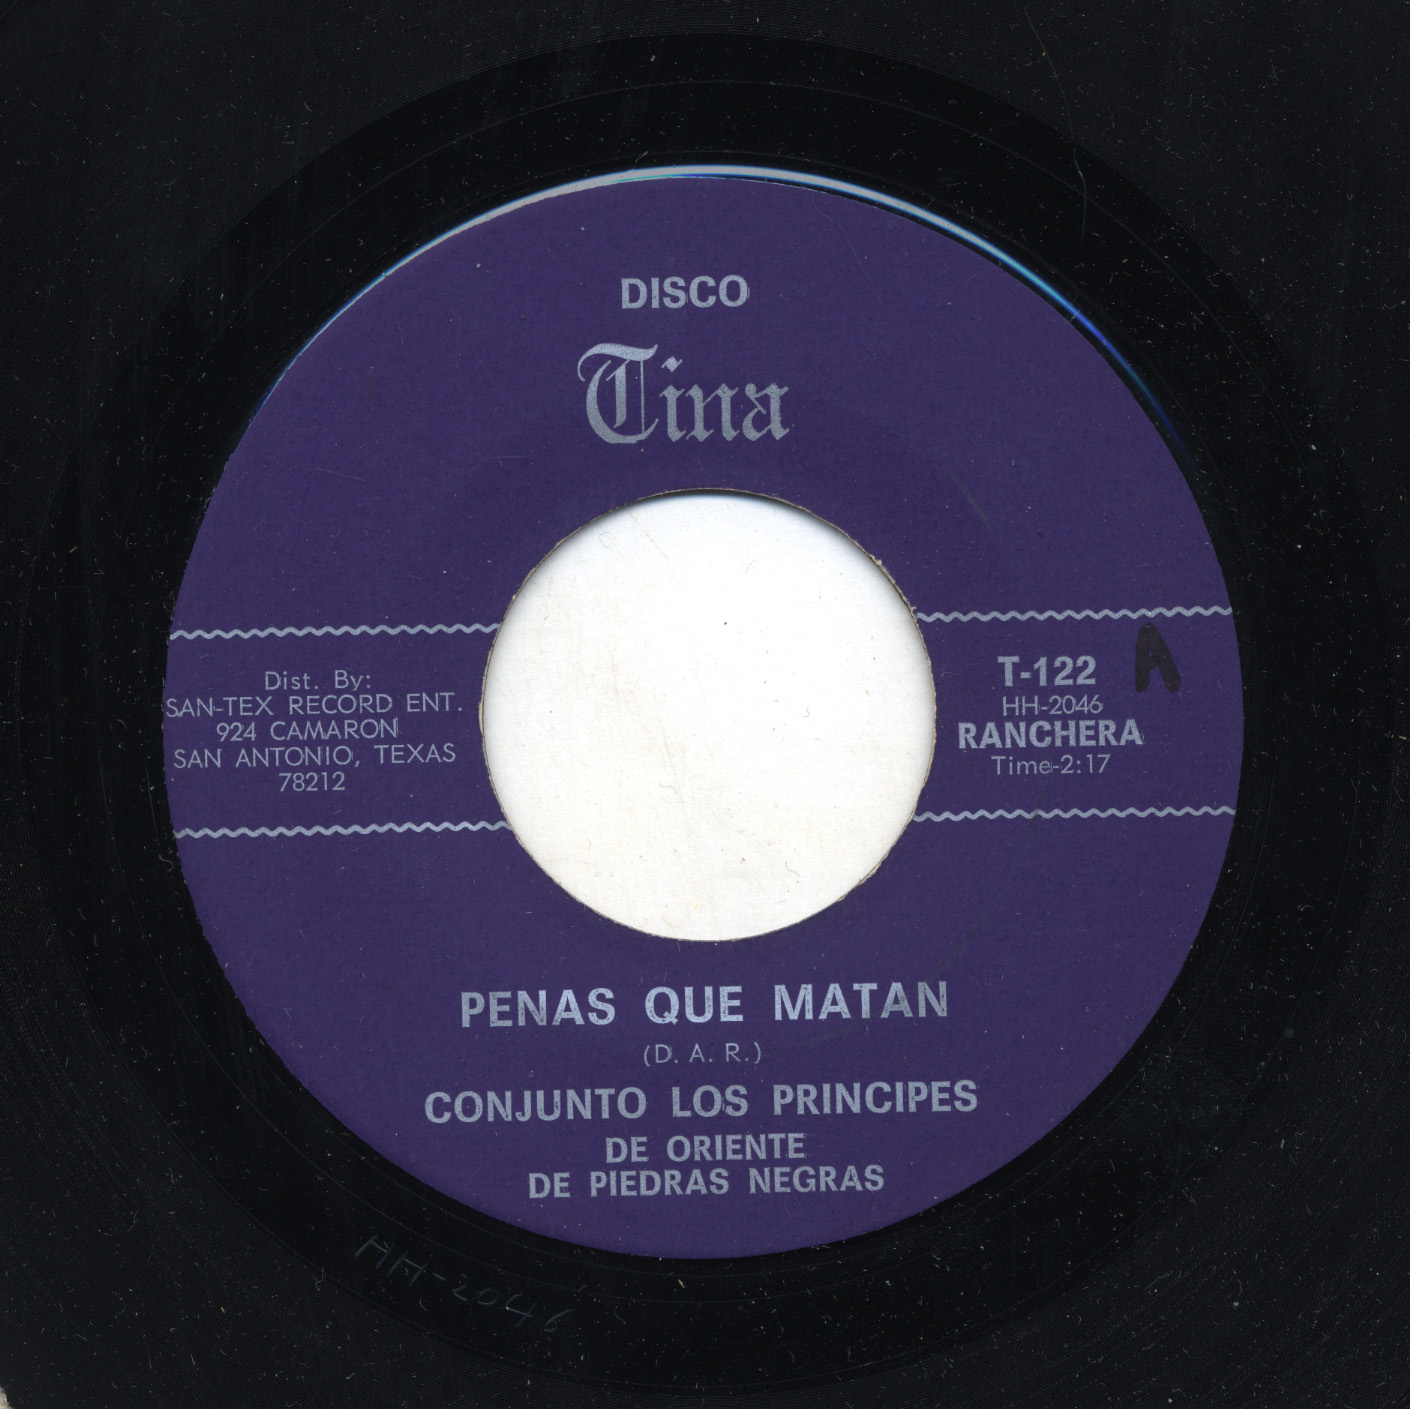 DISCO
Tina
Dist. By:
SAN-TEX RECORD ENT.
924 CAMARON
SAN ANTONIO, TEXAS
78212
T-122
A
HH-2046
RANCHERA
Time-2:17
PENAS QUE MATAN
(D. A. R.)
CONJUNTO LOS PRINCIPES
DE ORIENTE
DE PIEDRAS NEGRAS
HH-2046